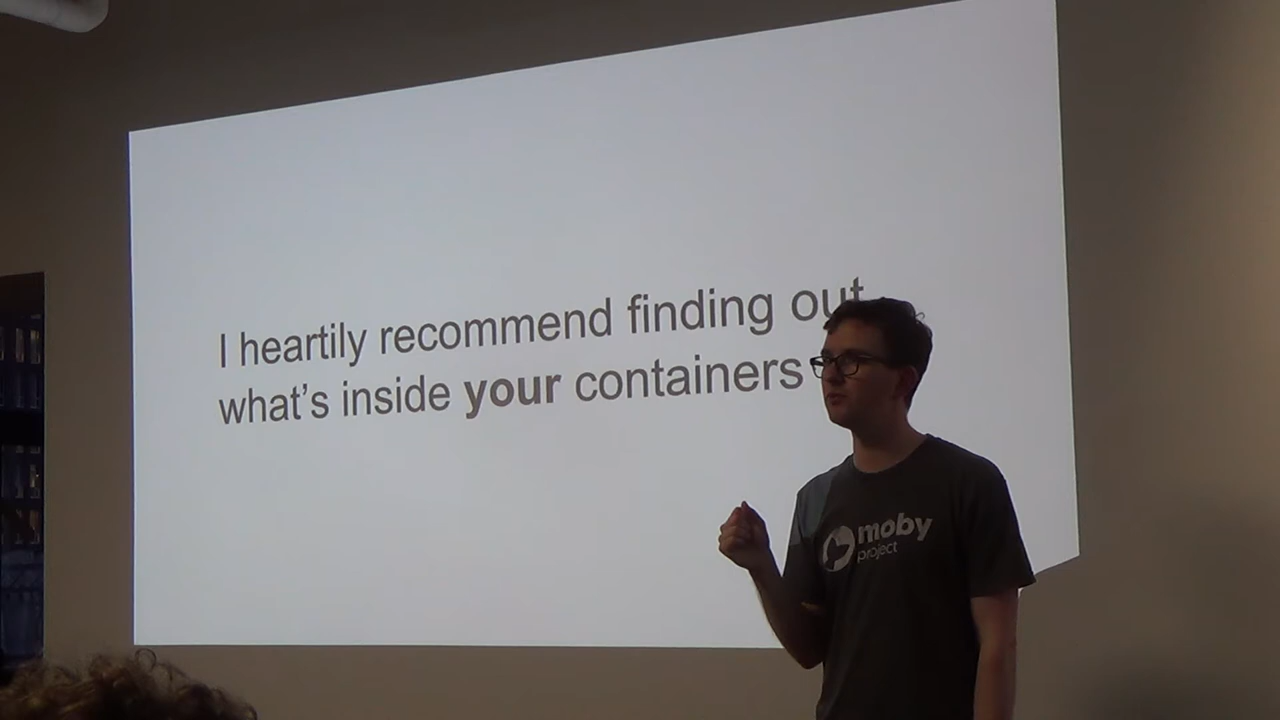 I heartily recommend finding out
what's inside your containers
moby
project